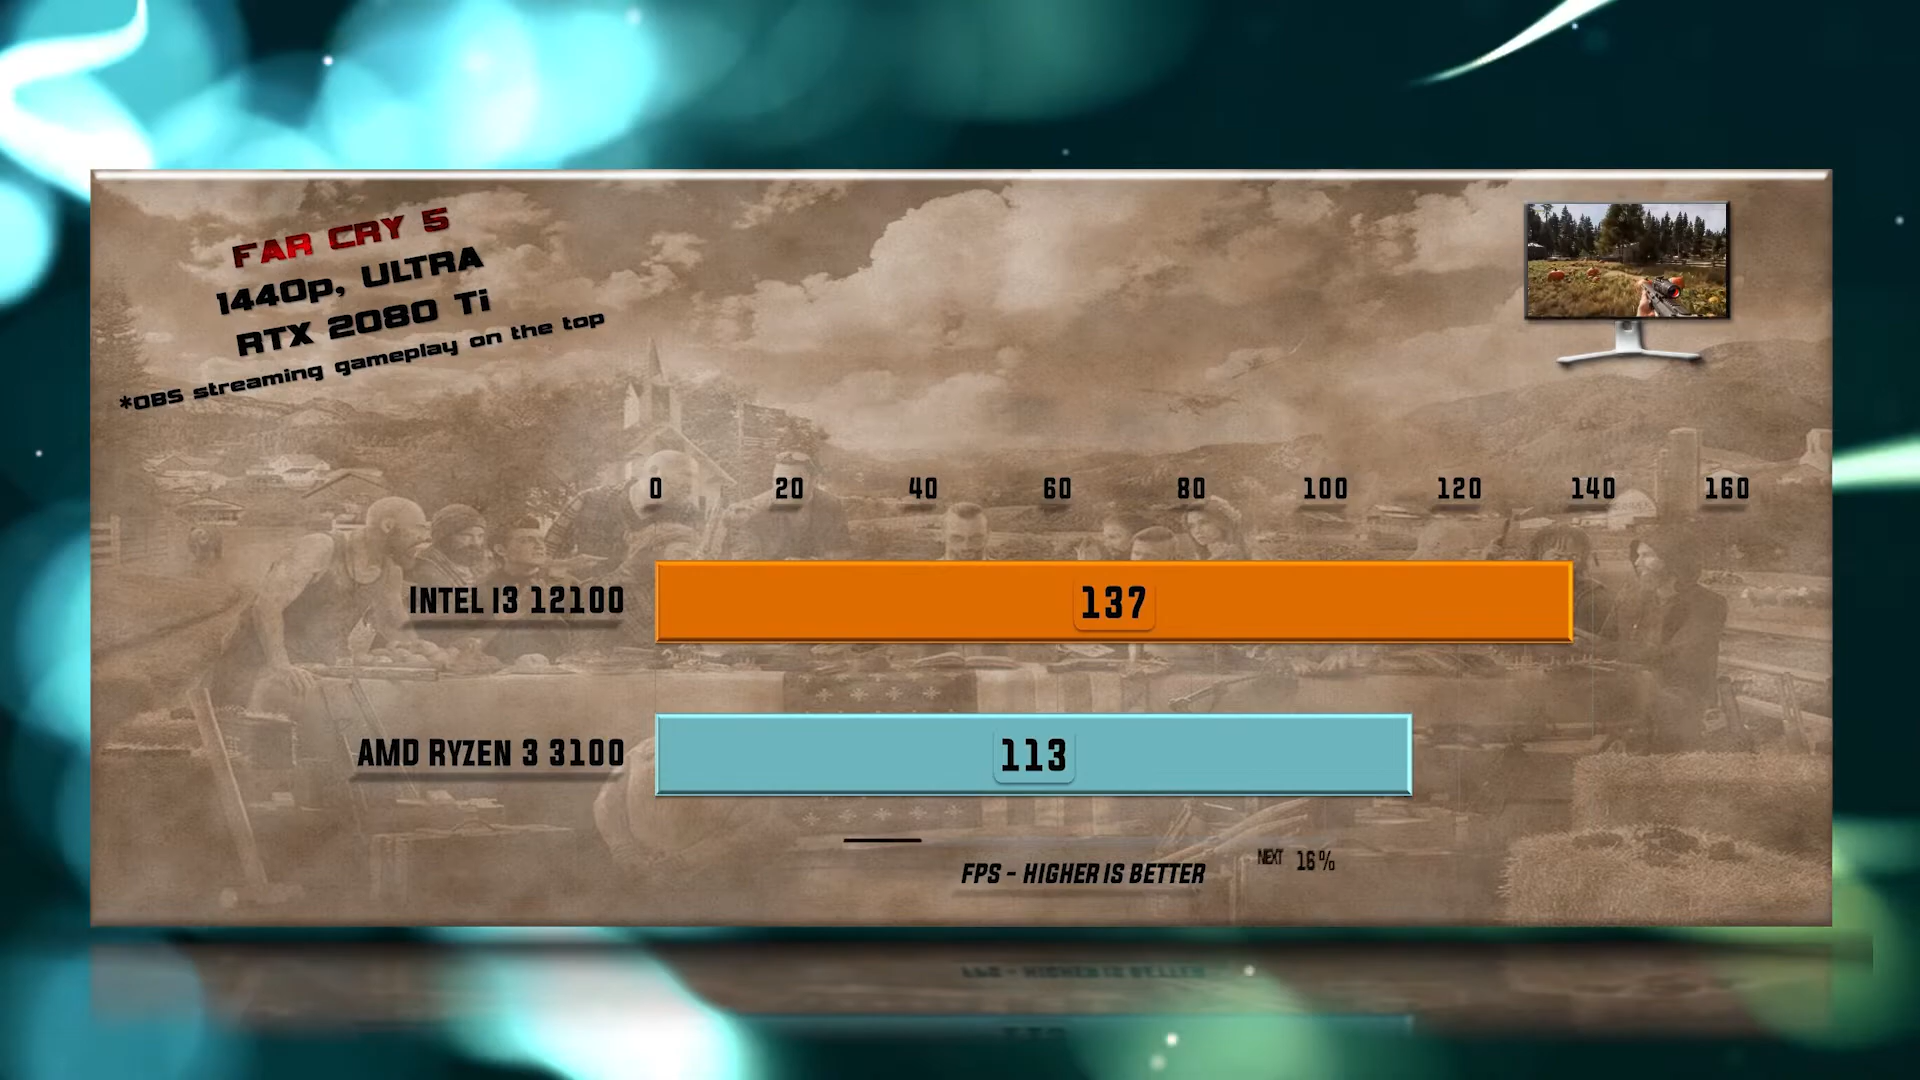 FAR CRY 5
1440p, ULTRA
RTX 2080 Ti
*OBS streaming gameplay on the top
0 20 40 60 80 100 120 140 160
INTEL I3 12100 137
AMD RYZEN 3 3100 113
FPS - HIGHER IS BETTER
NEXT 16%